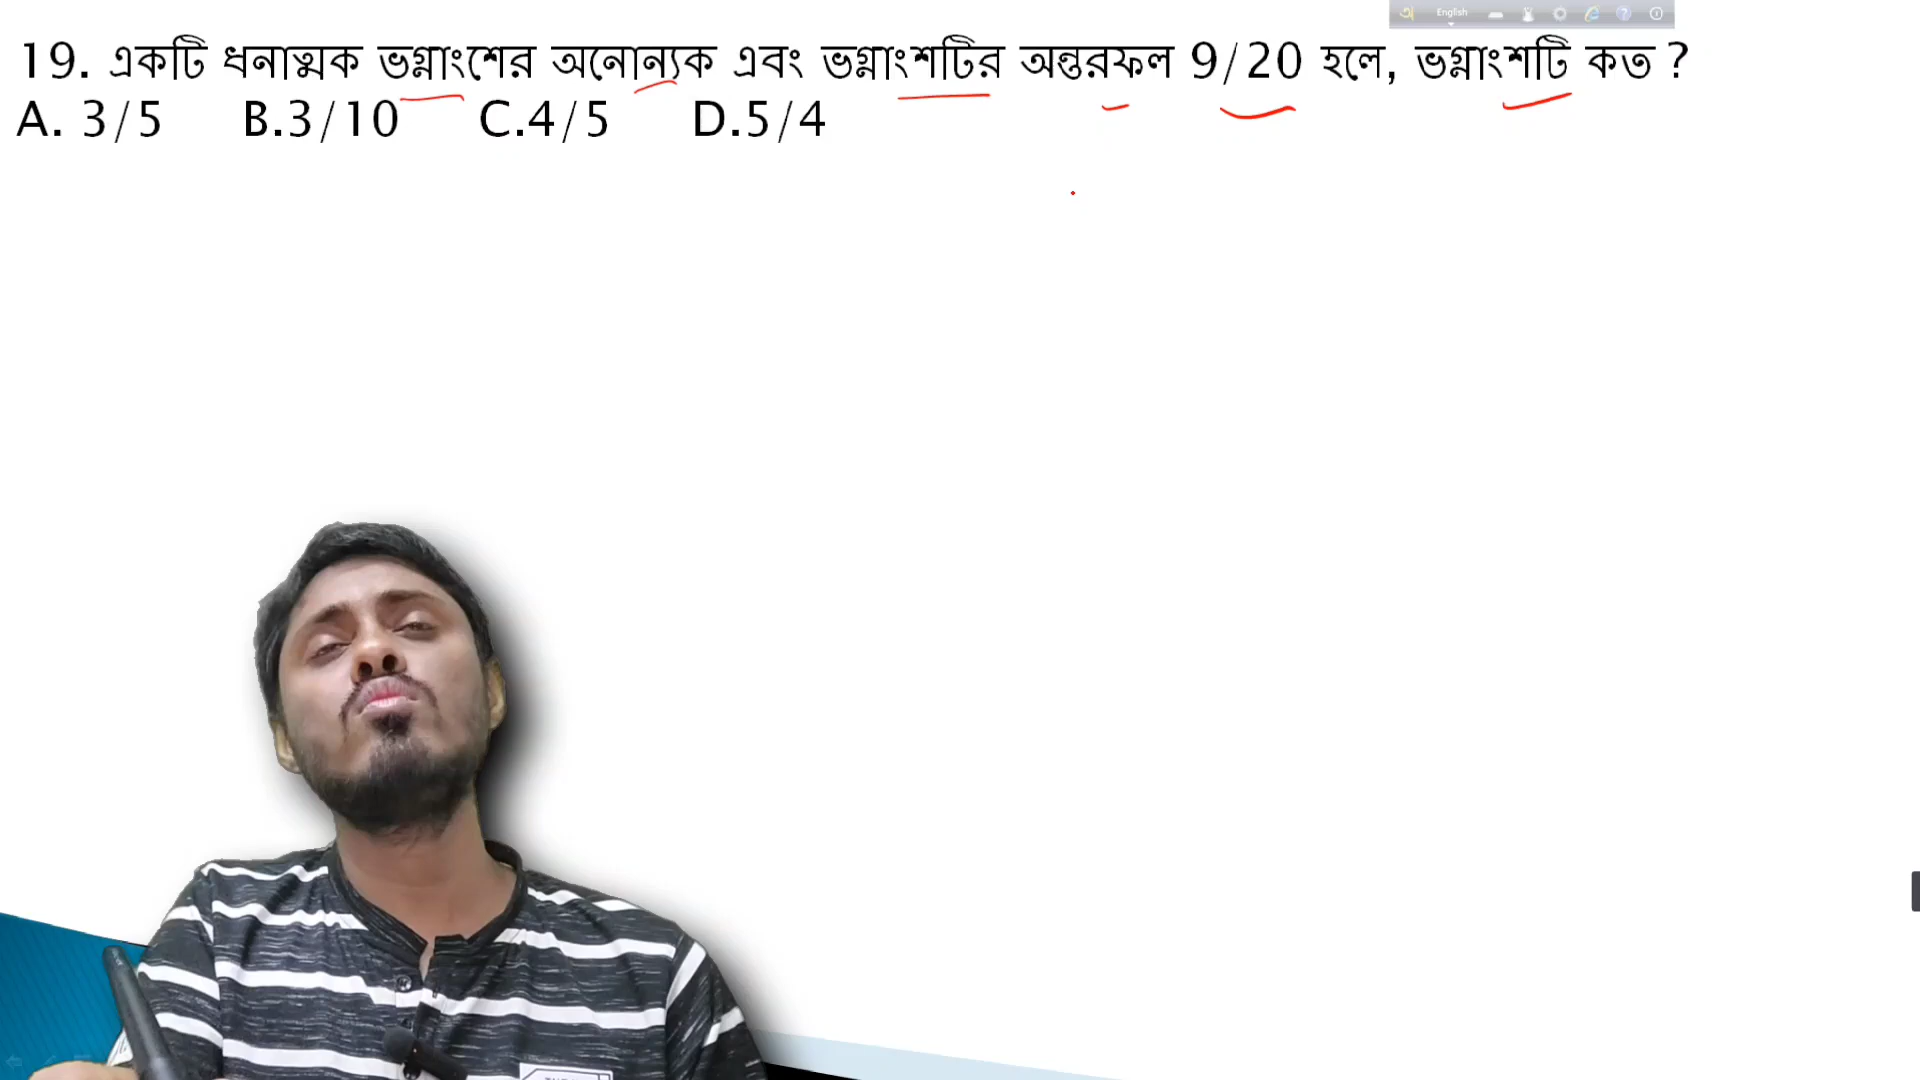 English
19. একটি ধনাত্মক ভগ্নাংশের অনোন্যক এবং ভগ্নাংশটির অন্তরফল 9/20 হলে, ভগ্নাংশটি কত ?
A. 3/5 B.3/10 C.4/5 D.5/4